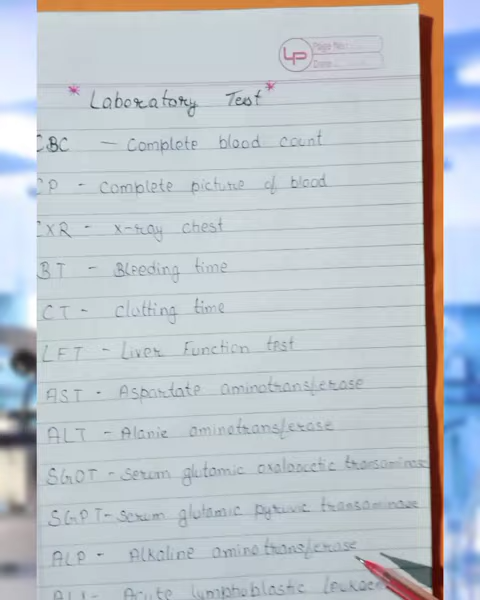 LP Page No.:
Date
* Laboratory Test *
CBC — Complete blood count
CP - Complete picture of blood
CXR - x-ray chest
BT - Bleeding time
CT - Clutting time
LFT - Liver Function test
AST - Aspartate aminotransferase
ALT - Alanie aminotransferase
SGOT - serum glutamic oxaloacetic transaminase
SGPT - serum glutamic pyruvic transaminase
ALP - Alkaline aminotransferase
ALL - Acute lymphoblastic